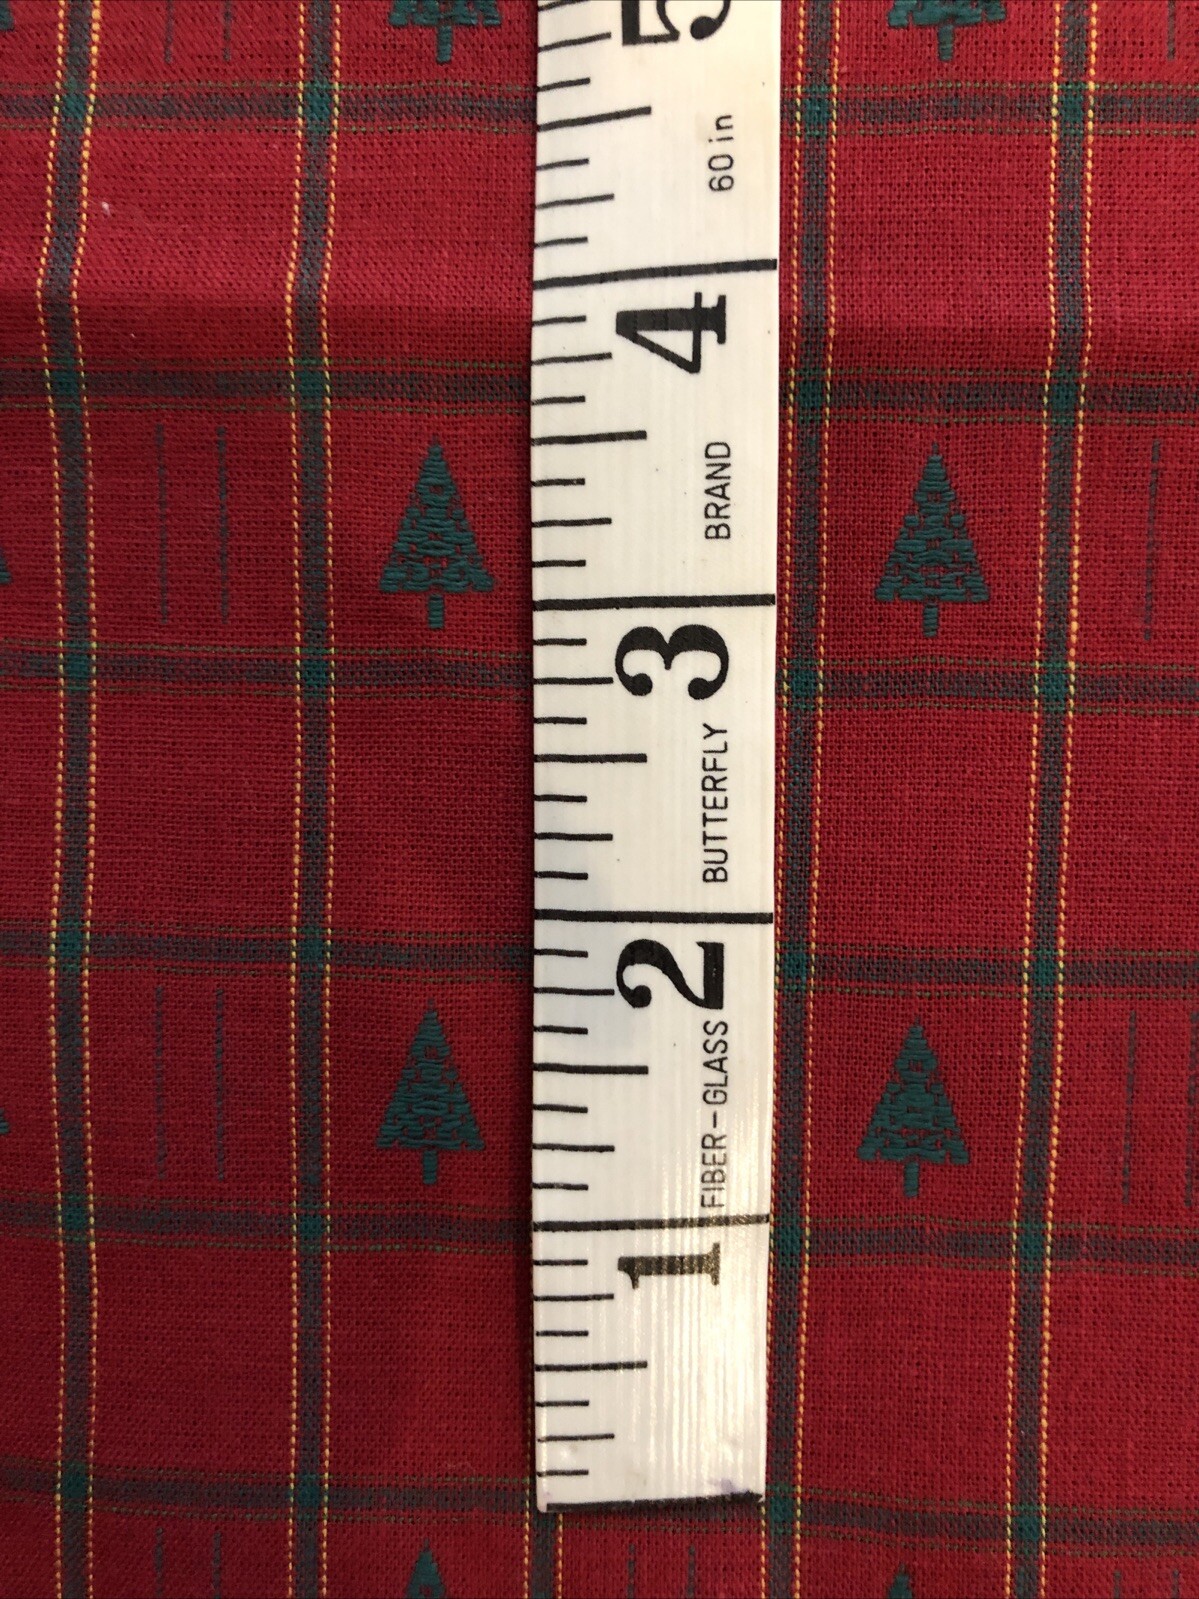 5
60 in
4
BRAND
3
BUTTERFLY
2
FIBER-GLASS
1